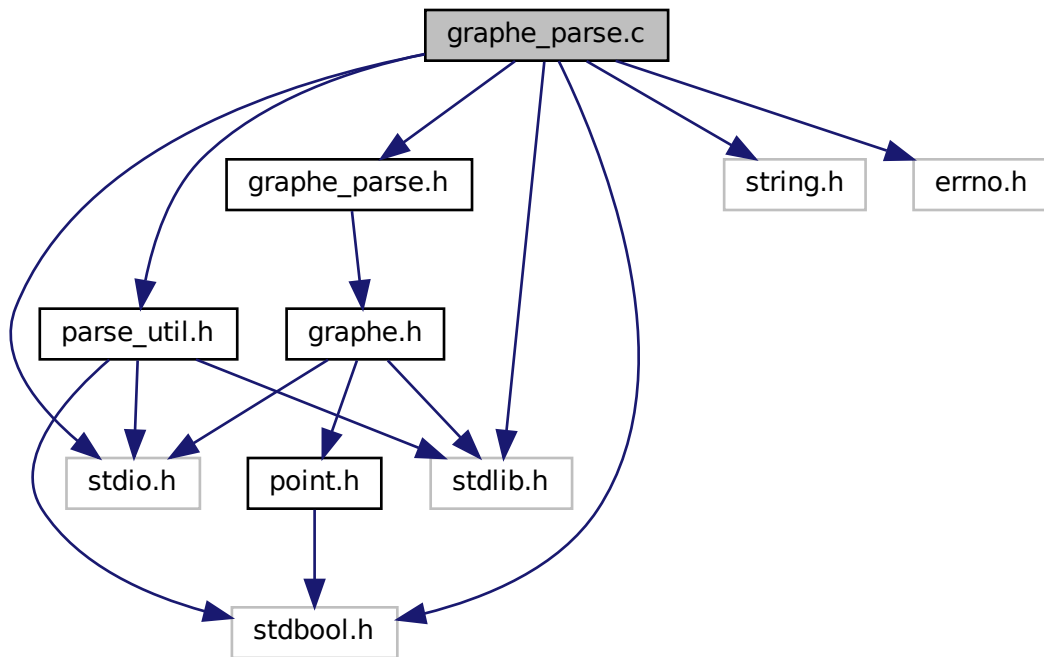 graphe_parse.c
graphe_parse.h
string.h
errno.h
parse_util.h
graphe.h
stdio.h
point.h
stdlib.h
stdbool.h